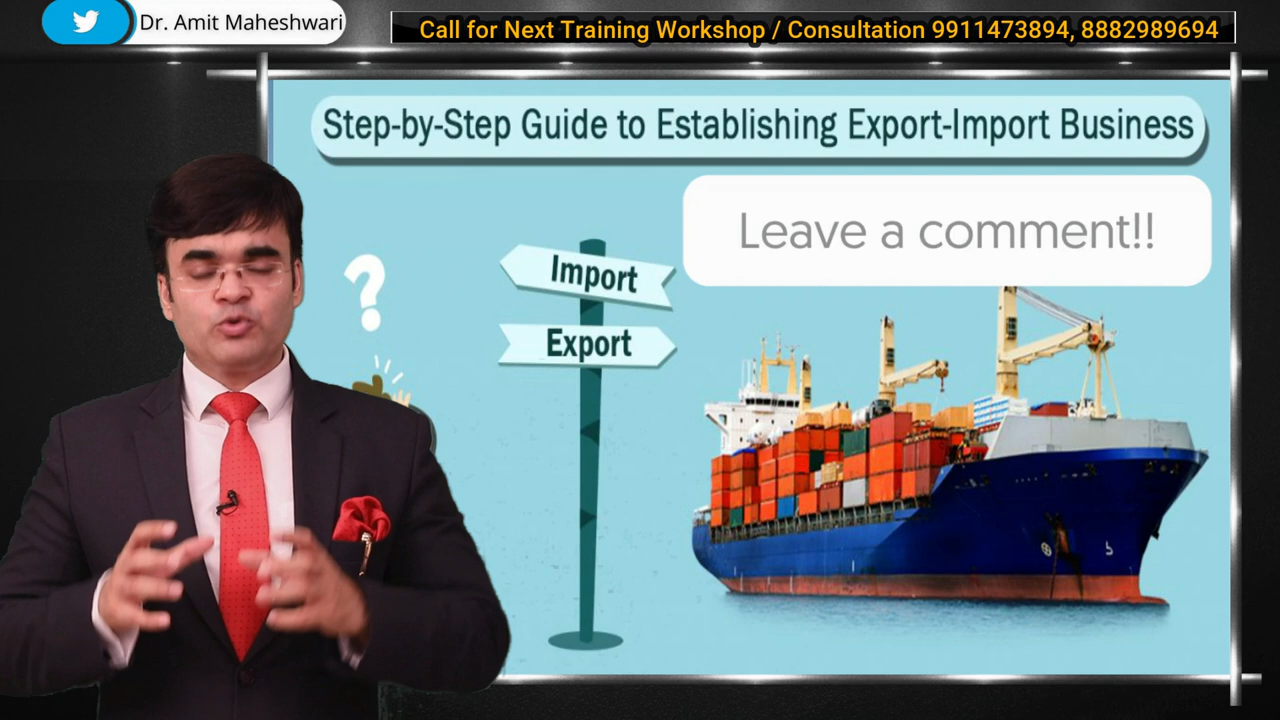 Dr. Amit Maheshwari
Call for Next Training Workshop / Consultation 9911473894, 8882989694
Step-by-Step Guide to Establishing Export-Import Business
Leave a comment!!
Import
Export